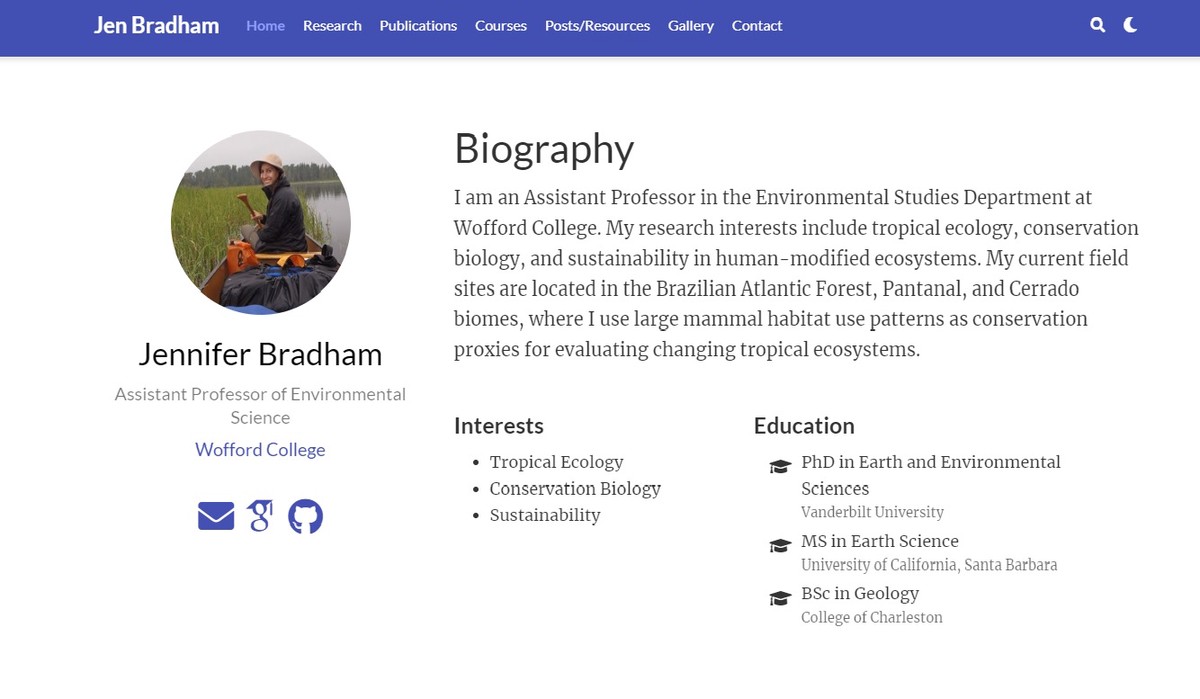 Jen Bradham Home Research Publications Courses Posts/Resources Gallery Contact
Jennifer Bradham
Assistant Professor of Environmental
Science
Wofford College
Biography
I am an Assistant Professor in the Environmental Studies Department at
Wofford College. My research interests include tropical ecology, conservation
biology, and sustainability in human-modified ecosystems. My current field
sites are located in the Brazilian Atlantic Forest, Pantanal, and Cerrado
biomes, where I use large mammal habitat use patterns as conservation
proxies for evaluating changing tropical ecosystems.
Interests
Tropical Ecology
Conservation Biology
Sustainability
Education
PhD in Earth and Environmental
Sciences
Vanderbilt University
MS in Earth Science
University of California, Santa Barbara
BSc in Geology
College of Charleston